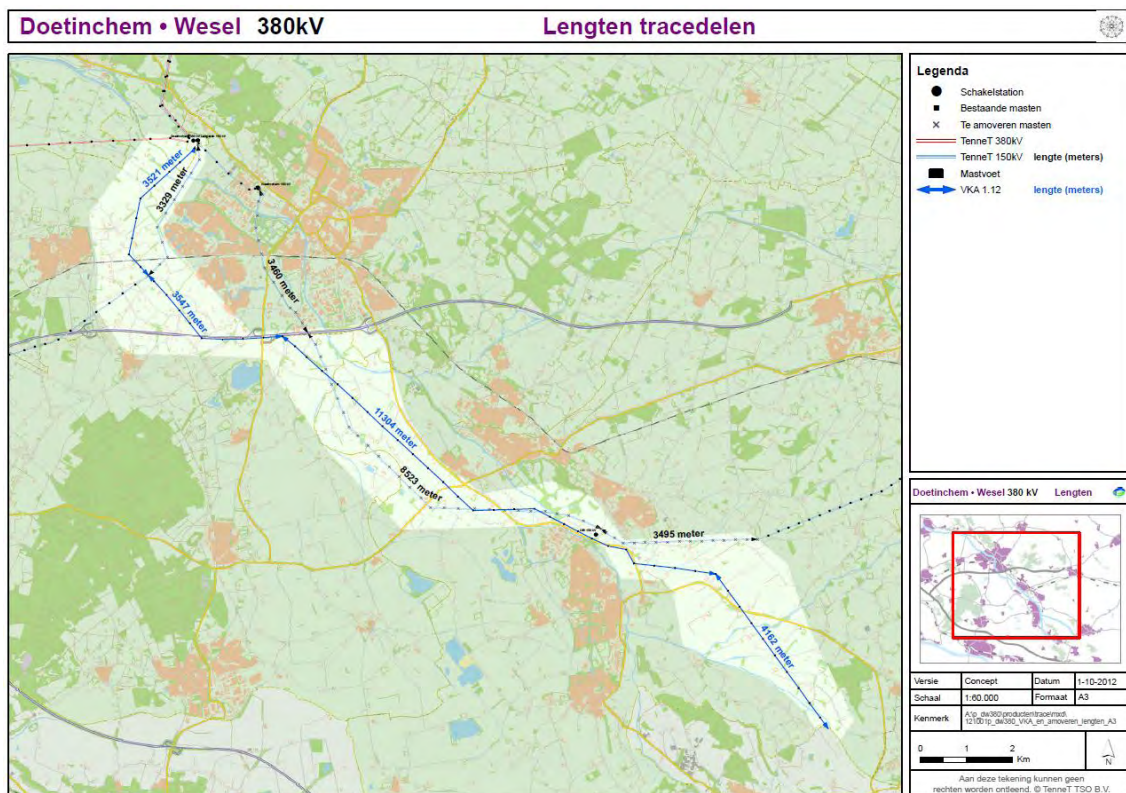 Doetinchem • Wesel 380kV
Lengten tracedelen
3521 meter
3329 meter
3460 meter
3547 meter
11304 meter
8523 meter
3495 meter
4162 meter
Legenda
Schakelstation
Bestaande masten
Te amoveren masten
TenneT 380kV
TenneT 150kV lengte (meters)
Mastvoet
VKA 1.12 lengte (meters)
Doetinchem • Wesel 380 kV Lengten
Versie Concept Datum 1-10-2012
Schaal 1:60.000 Formaat A3
Kenmerk
0 1 2
Km
N
Aan deze tekening kunnen geen
rechten worden ontleend. © TenneT TSO B.V.